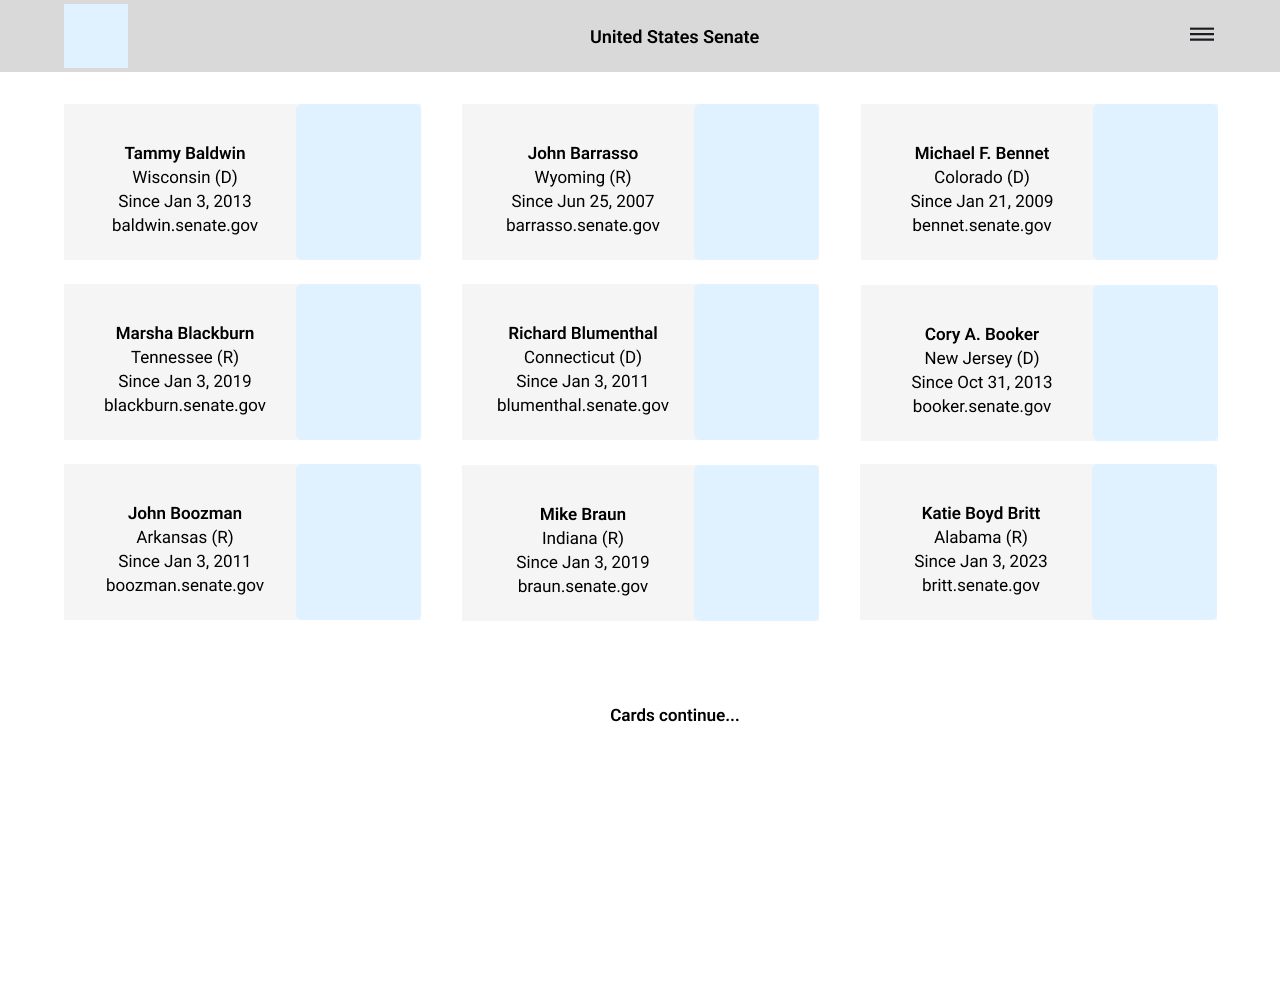 United States Senate
Tammy Baldwin
Wisconsin (D)
Since Jan 3, 2013
baldwin.senate.gov
John Barrasso
Wyoming (R)
Since Jun 25, 2007
barrasso.senate.gov
Michael F. Bennet
Colorado (D)
Since Jan 21, 2009
bennet.senate.gov
Marsha Blackburn
Tennessee (R)
Since Jan 3, 2019
blackburn.senate.gov
Richard Blumenthal
Connecticut (D)
Since Jan 3, 2011
blumenthal.senate.gov
Cory A. Booker
New Jersey (D)
Since Oct 31, 2013
booker.senate.gov
John Boozman
Arkansas (R)
Since Jan 3, 2011
boozman.senate.gov
Mike Braun
Indiana (R)
Since Jan 3, 2019
braun.senate.gov
Katie Boyd Britt
Alabama (R)
Since Jan 3, 2023
britt.senate.gov
Cards continue...